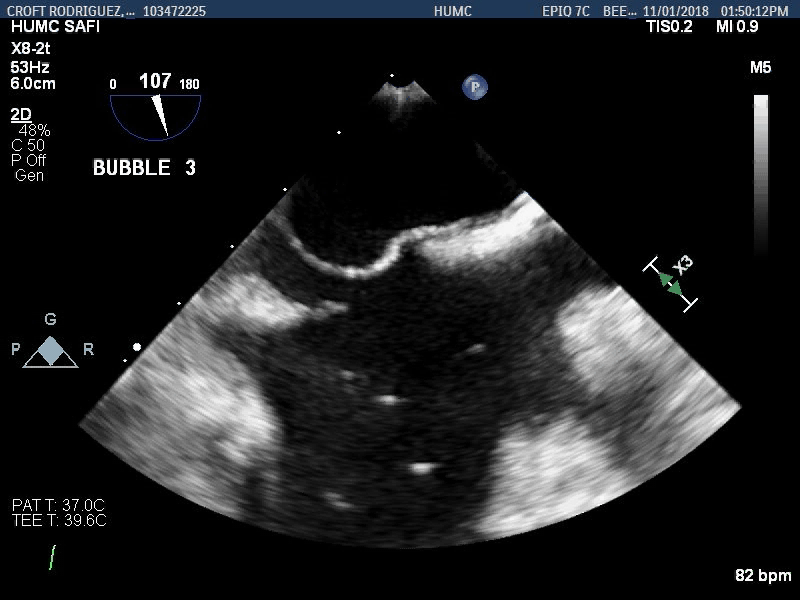 CROFT RODRIGUEZ,... 103472225 HUMC EPIQ 7C BEE... 11/01/2018 01:50:12PM
HUMC SAFI TIS0.2 MI 0.9
X8-2t
53Hz
6.0cm
M5
2D
48%
C 50
P Off
Gen
0 107 180
P
BUBBLE 3
X3
G
P R
PAT T: 37.0C
TEE T: 39.6C
82 bpm